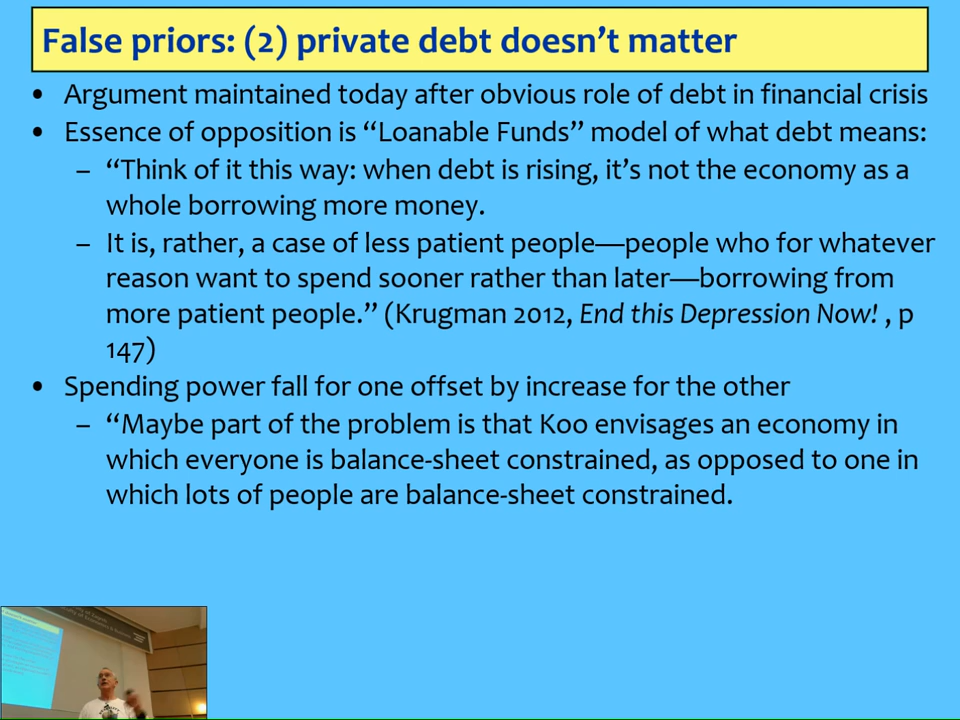 False priors: (2) private debt doesn't matter
• Argument maintained today after obvious role of debt in financial crisis
• Essence of opposition is “Loanable Funds” model of what debt means:
– “Think of it this way: when debt is rising, it's not the economy as a
whole borrowing more money.
– It is, rather, a case of less patient people—people who for whatever
reason want to spend sooner rather than later—borrowing from
more patient people.” (Krugman 2012, End this Depression Now! , p
147)
• Spending power fall for one offset by increase for the other
– “Maybe part of the problem is that Koo envisages an economy in
which everyone is balance-sheet constrained, as opposed to one in
which lots of people are balance-sheet constrained.